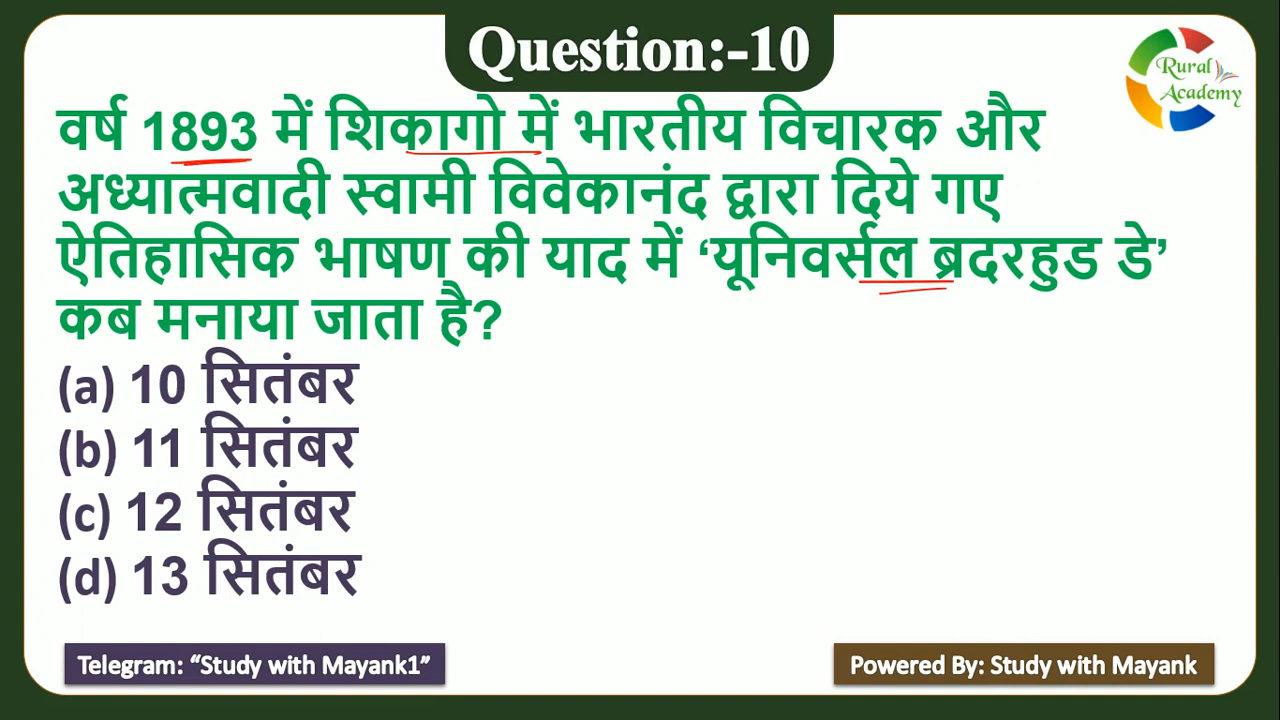 Question:-10
Rural
Academy
वर्ष 1893 में शिकागो में भारतीय विचारक और
अध्यात्मवादी स्वामी विवेकानंद द्वारा दिये गए
ऐतिहासिक भाषण की याद में ‘यूनिवर्सल ब्रदरहुड डे’
कब मनाया जाता है?
(a) 10 सितंबर
(b) 11 सितंबर
(c) 12 सितंबर
(d) 13 सितंबर
Telegram: “Study with Mayank1”
Powered By: Study with Mayank